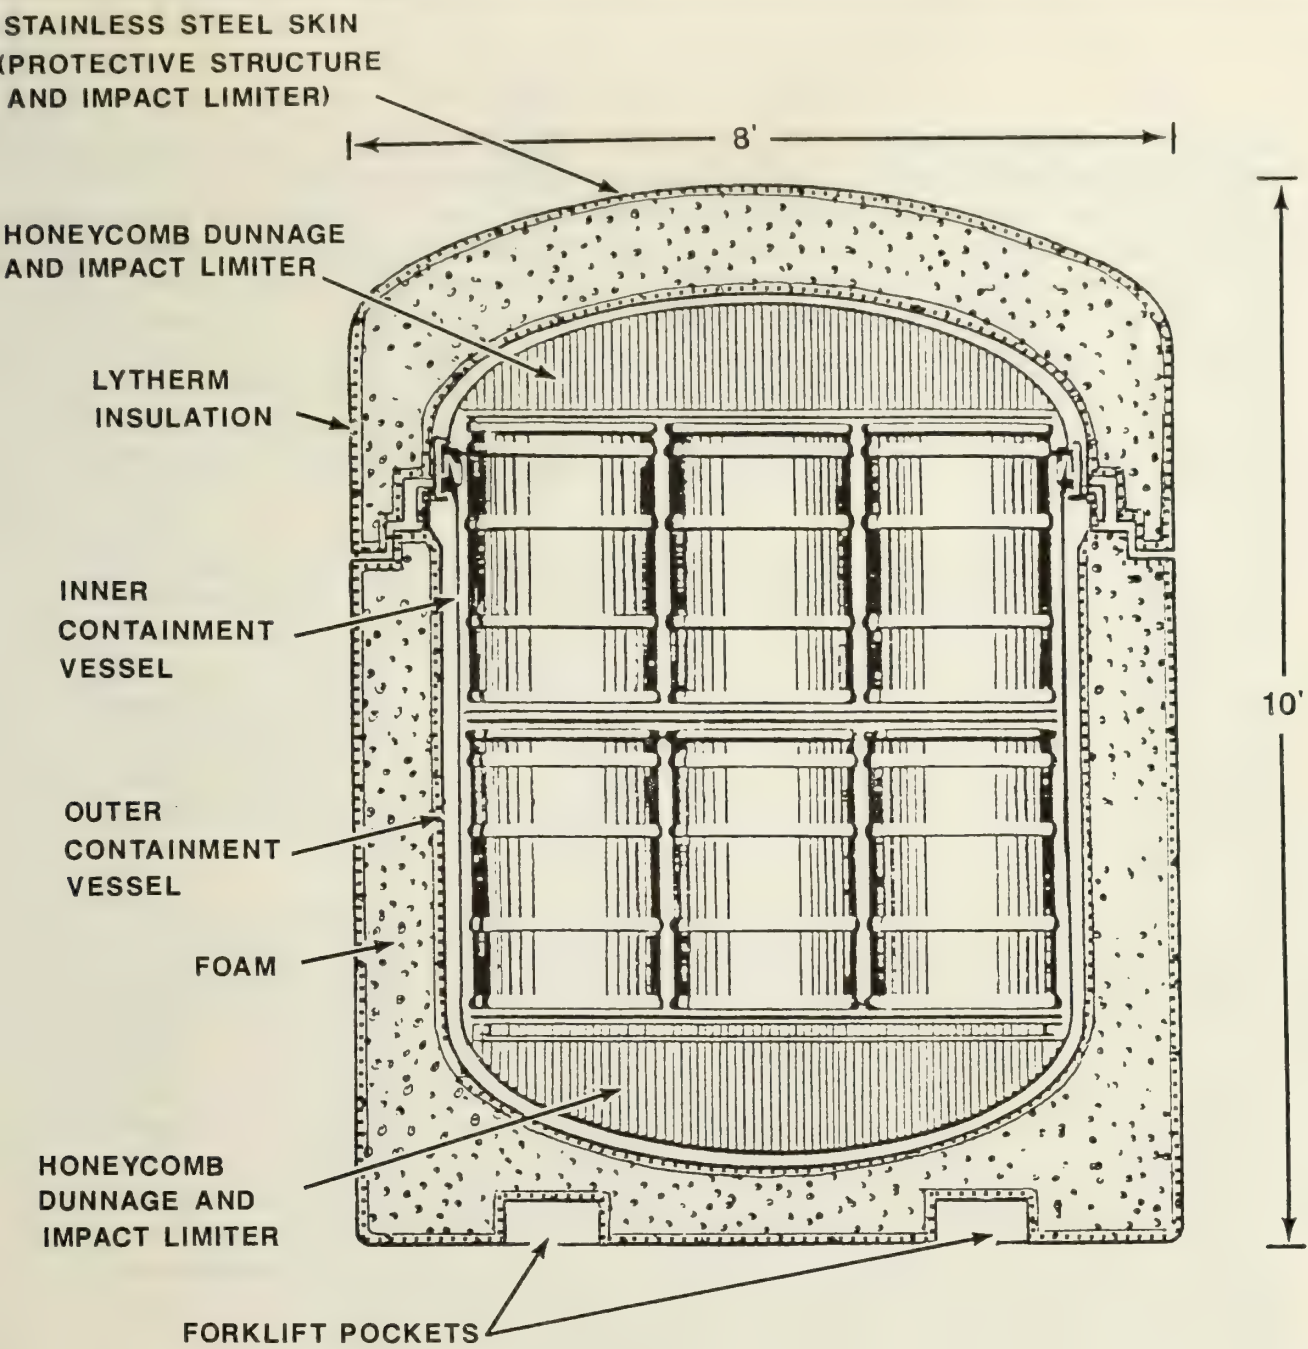 STAINLESS STEEL SKIN
(PROTECTIVE STRUCTURE
AND IMPACT LIMITER)
8'
HONEYCOMB DUNNAGE
AND IMPACT LIMITER
LYTHERM
INSULATION
INNER
CONTAINMENT
VESSEL
10'
OUTER
CONTAINMENT
VESSEL
FOAM
HONEYCOMB
DUNNAGE AND
IMPACT LIMITER
FORKLIFT POCKETS